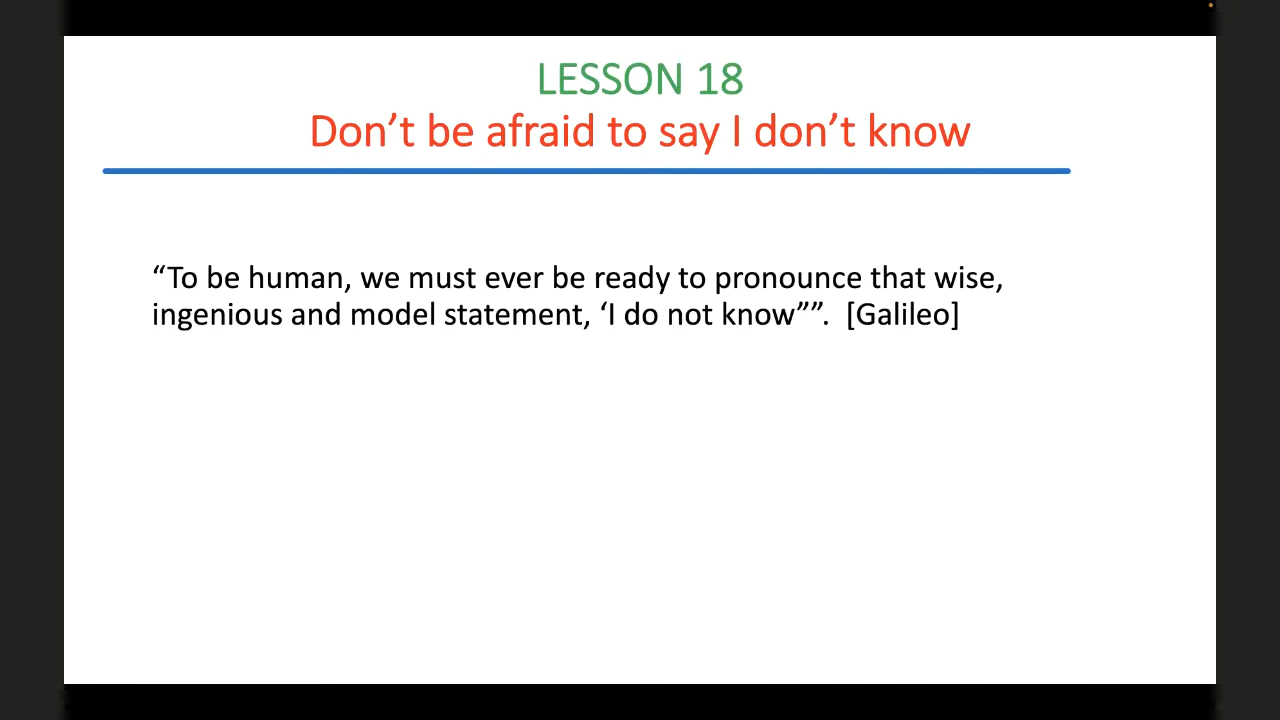 LESSON 18
Don’t be afraid to say I don’t know
“To be human, we must ever be ready to pronounce that wise,
ingenious and model statement, ‘I do not know””. [Galileo]